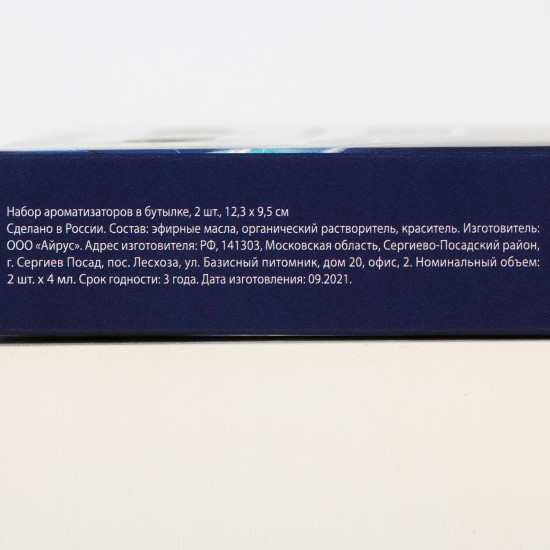 Набор ароматизаторов в бутылке, 2 шт., 12,3 х 9,5 см
Сделано в России. Состав: эфирные масла, органический растворитель, краситель. Изготовитель:
ООО «Айрус». Адрес изготовителя: РФ, 141303, Московская область, Сергиево-Посадский район,
г. Сергиев Посад, пос. Лесхоза, ул. Базисный питомник, дом 20, офис, 2. Номинальный объем:
2 шт. х 4 мл. Срок годности: 3 года. Дата изготовления: 09.2021.